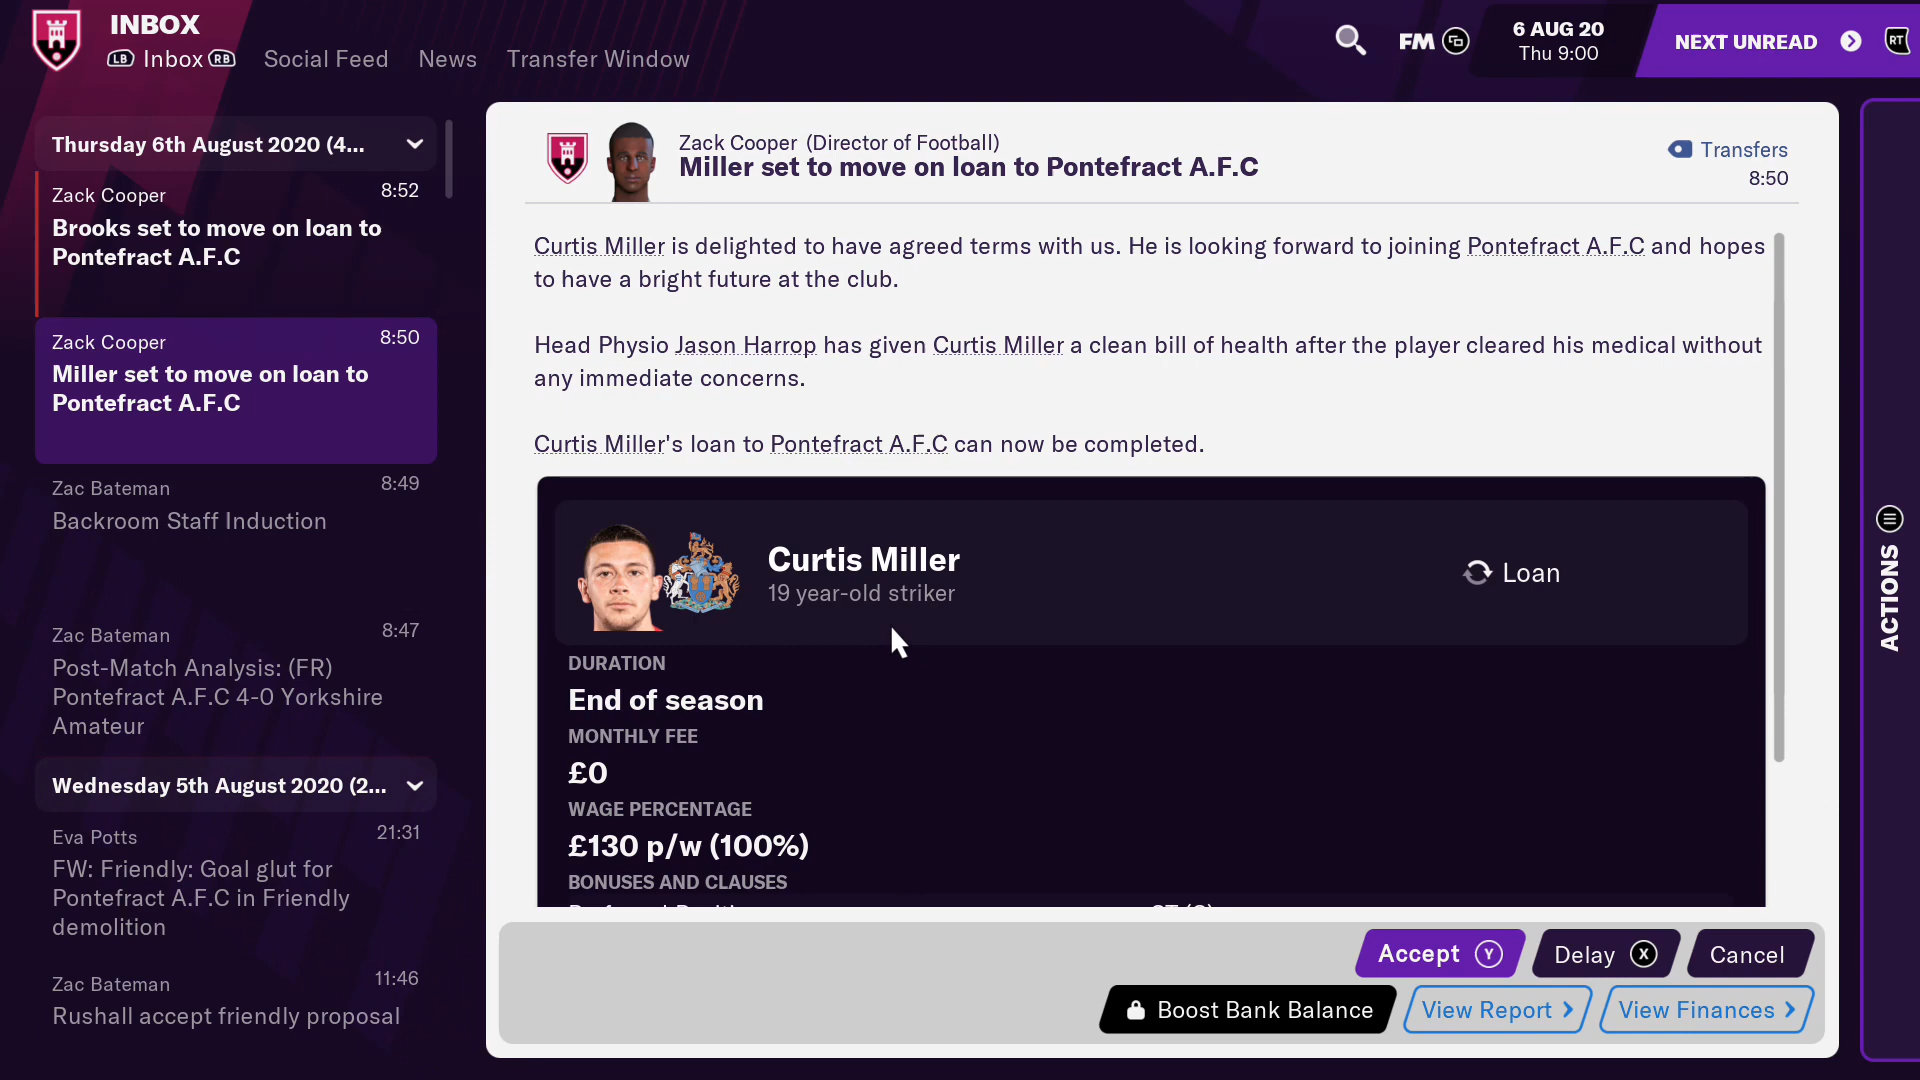 INBOX
LB Inbox RB
Social Feed
News
Transfer Window
FM
6 AUG 20
Thu 9:00
NEXT UNREAD
RT
Thursday 6th August 2020 (4...
Zack Cooper
8:52
Brooks set to move on loan to
Pontefract A.F.C
Zack Cooper
8:50
Miller set to move on loan to
Pontefract A.F.C
Zac Bateman
8:49
Backroom Staff Induction
Zac Bateman
8:47
Post-Match Analysis: (FR)
Pontefract A.F.C 4-0 Yorkshire
Amateur
Wednesday 5th August 2020 (2...
Eva Potts
21:31
FW: Friendly: Goal glut for
Pontefract A.F.C in Friendly
demolition
Zac Bateman
11:46
Rushall accept friendly proposal
Zack Cooper (Director of Football)
Miller set to move on loan to Pontefract A.F.C
Transfers
8:50
Curtis Miller is delighted to have agreed terms with us. He is looking forward to joining Pontefract A.F.C and hopes
to have a bright future at the club.
Head Physio Jason Harrop has given Curtis Miller a clean bill of health after the player cleared his medical without
any immediate concerns.
Curtis Miller's loan to Pontefract A.F.C can now be completed.
Curtis Miller
19 year-old striker
Loan
DURATION
End of season
MONTHLY FEE
£0
WAGE PERCENTAGE
£130 p/w (100%)
BONUSES AND CLAUSES
Accept Y
Delay X
Cancel
Boost Bank Balance
View Report
View Finances
ACTIONS